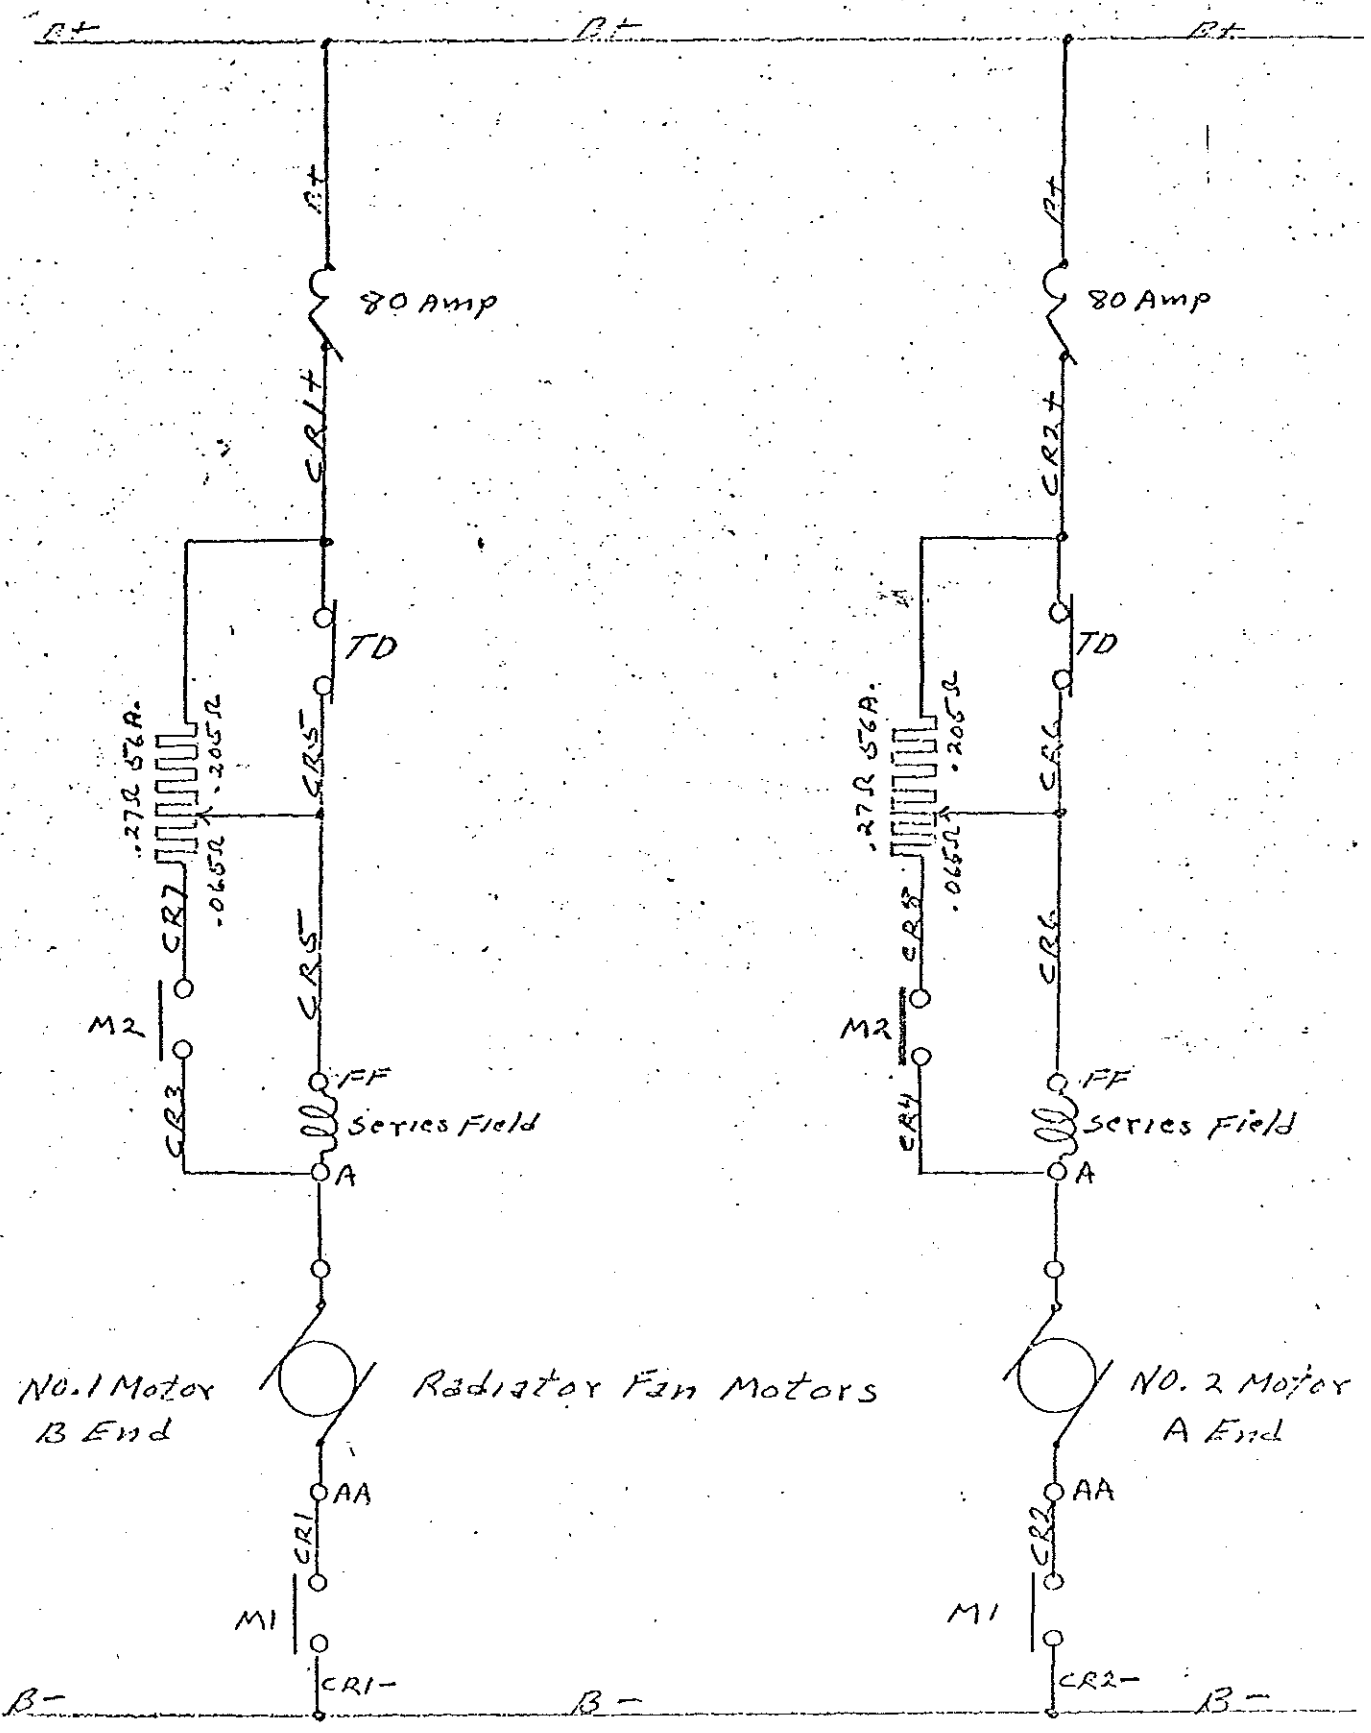 B+ B+ B+
B+ B+
80 Amp 80 Amp
CR1+ CR2+
TD TD
.27Ω 56A. .205Ω CR5 .27Ω 56A. .205Ω CR6
.065Ω .065Ω
CR7 CR5 CR5 CR6
M2 M2
FF FF
CR3 Series Field CR4 Series Field
A A
No.1 Motor Radiator Fan Motors NO. 2 Motor
B End A End
AA AA
CR1 CR2
M1 M1
CR1- CR2-
B- B- B-